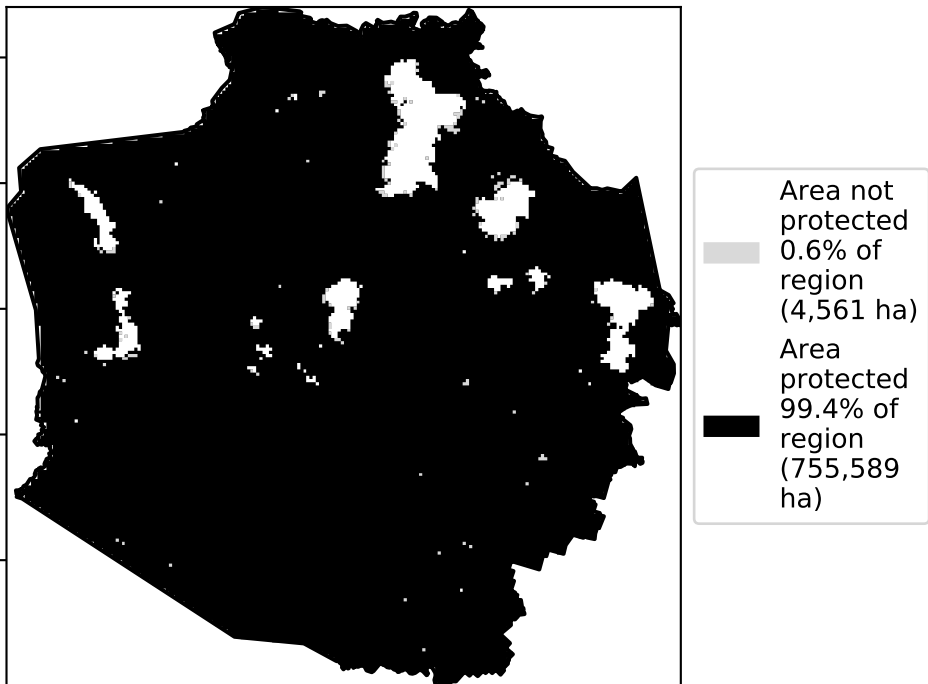 Area not
protected
0.6% of
region
(4,561 ha)
Area
protected
99.4% of
region
(755,589
ha)